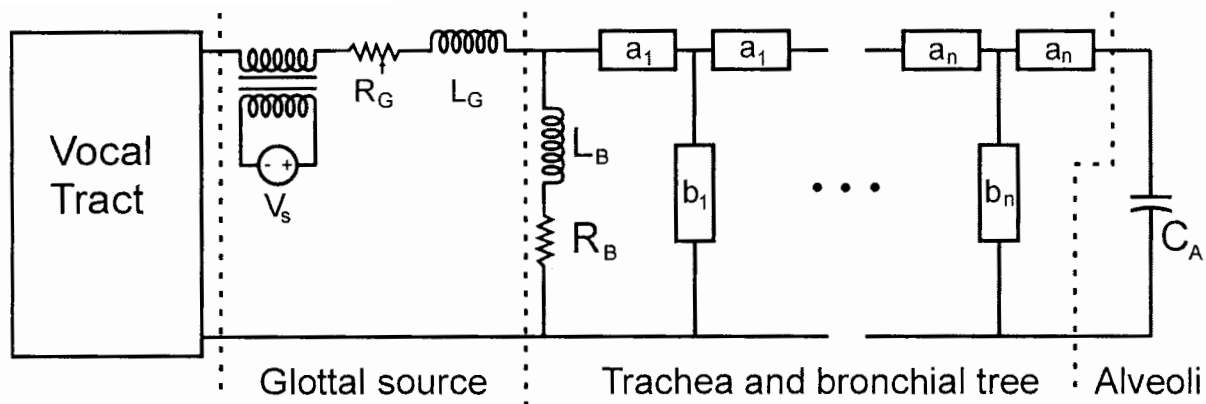 Vocal
Tract
V_s
R_G
L_G
L_B
R_B
a_1
a_1
b_1
a_n
a_n
b_n
C_A
Glottal source
Trachea and bronchial tree
Alveoli